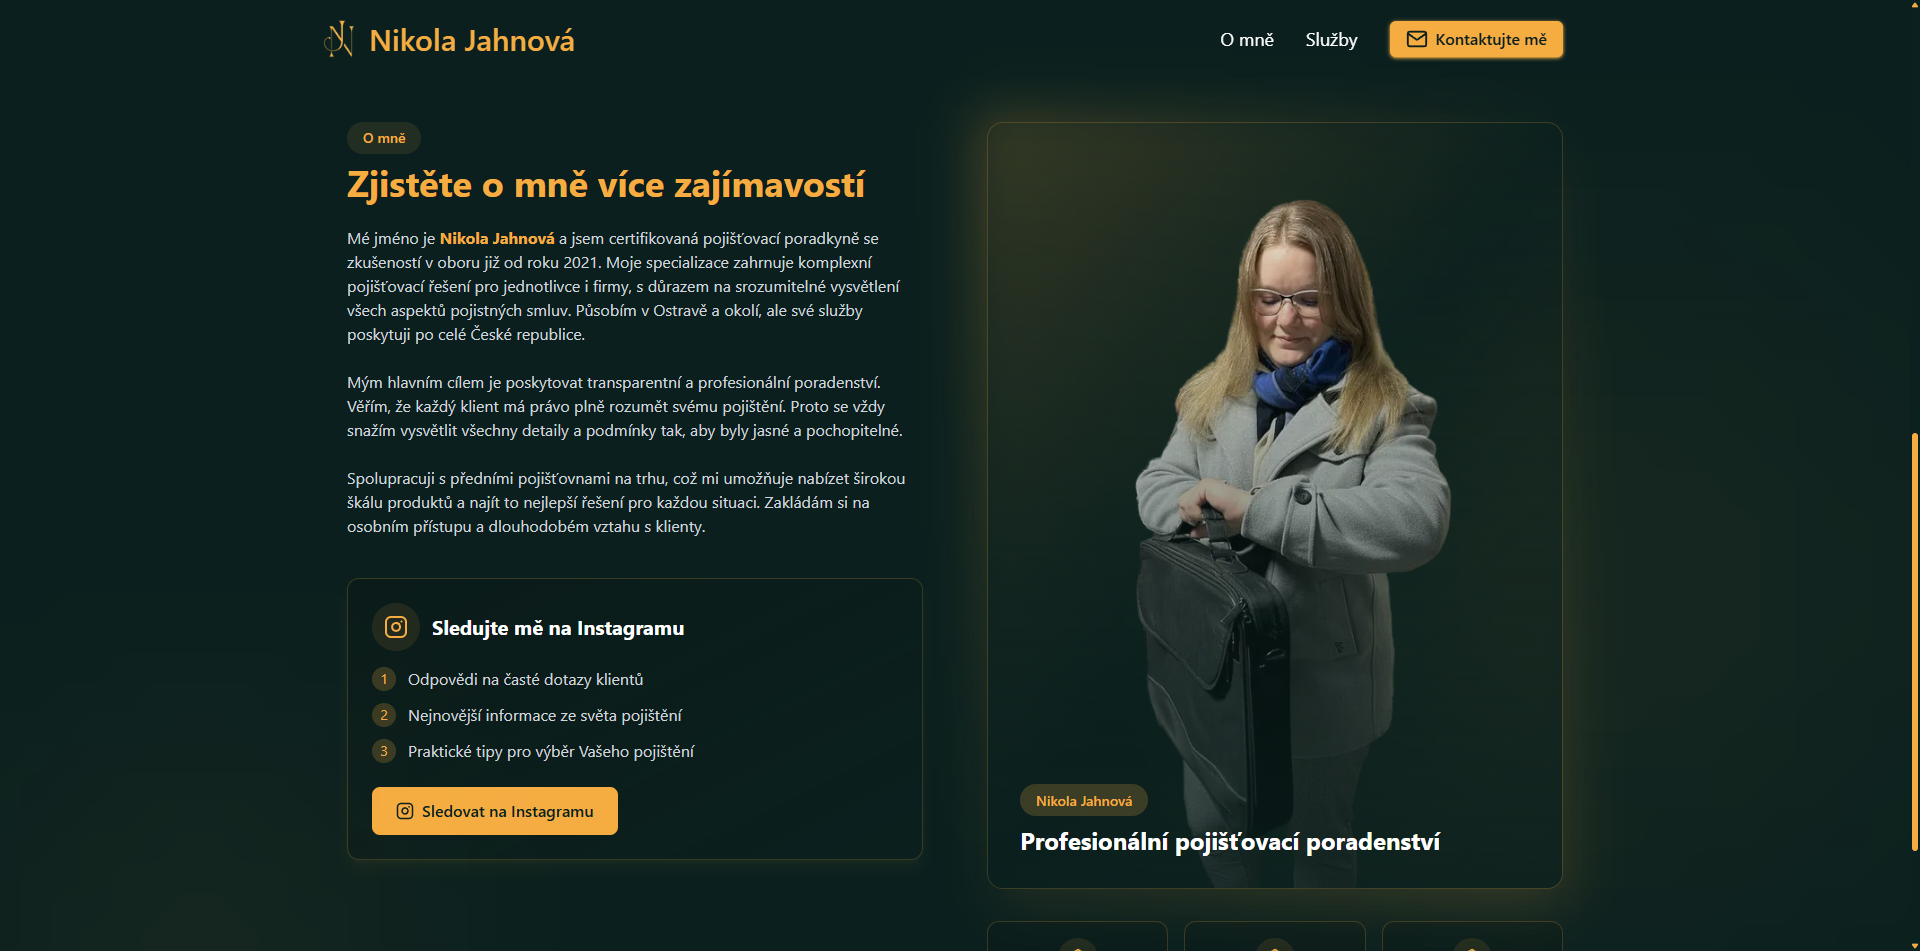 Nikola Jahnová
O mně
Služby
Kontaktujte mě
O mně
Zjistěte o mně více zajímavostí
Mé jméno je Nikola Jahnová a jsem certifikovaná pojišťovací poradkyně se
zkušeností v oboru již od roku 2021. Moje specializace zahrnuje komplexní
pojišťovací řešení pro jednotlivce i firmy, s důrazem na srozumitelné vysvětlení
všech aspektů pojistných smluv. Působím v Ostravě a okolí, ale své služby
poskytuji po celé České republice.
Mým hlavním cílem je poskytovat transparentní a profesionální poradenství.
Věřím, že každý klient má právo plně rozumět svému pojištění. Proto se vždy
snažím vysvětlit všechny detaily a podmínky tak, aby byly jasné a pochopitelné.
Spolupracuji s předními pojišťovnami na trhu, což mi umožňuje nabízet širokou
škálu produktů a najít to nejlepší řešení pro každou situaci. Zakládám si na
osobním přístupu a dlouhodobém vztahu s klienty.
Sledujte mě na Instagramu
1 Odpovědi na časté dotazy klientů
2 Nejnovější informace ze světa pojištění
3 Praktické tipy pro výběr Vašeho pojištění
Sledovat na Instagramu
Nikola Jahnová
Profesionální pojišťovací poradenství